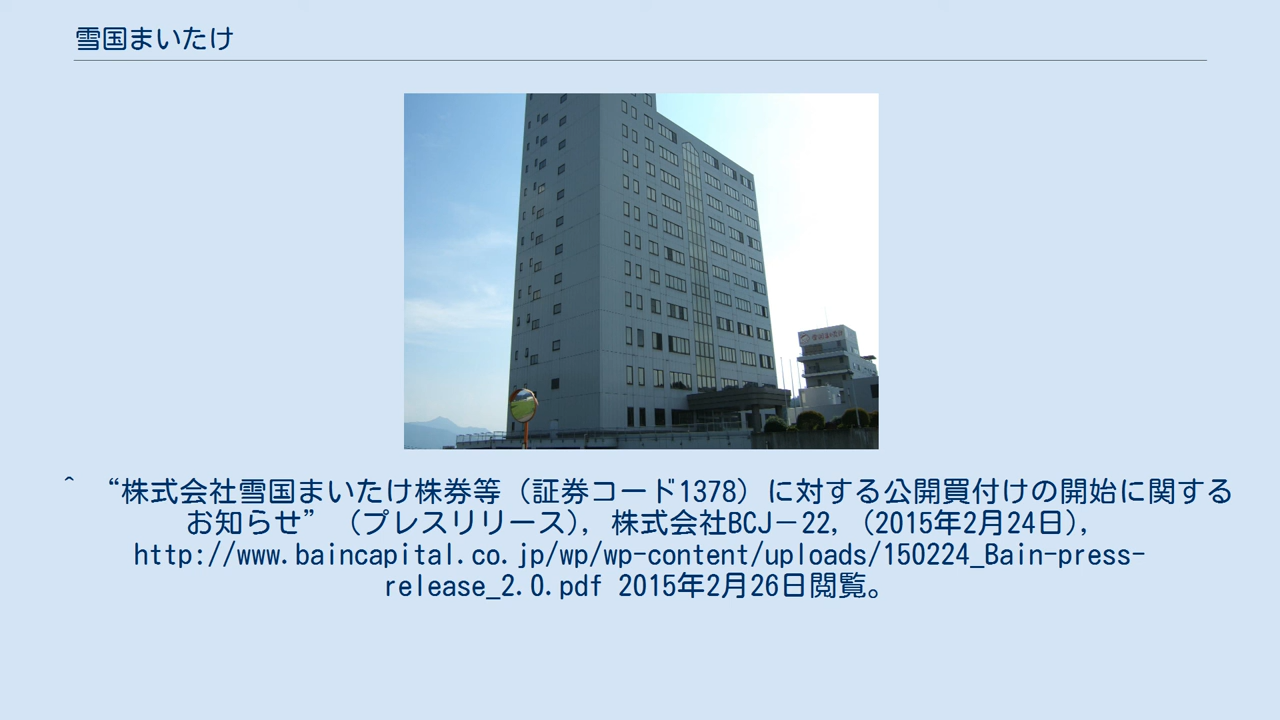 雪国まいたけ
^ “株式会社雪国まいたけ株券等（証券コード1378）に対する公開買付けの開始に関する
お知らせ” （プレスリリース）, 株式会社BCJ－22, （2015年2月24日）,
http://www.baincapital.co.jp/wp/wp-content/uploads/150224_Bain-press-
release_2.0.pdf 2015年2月26日閲覧。